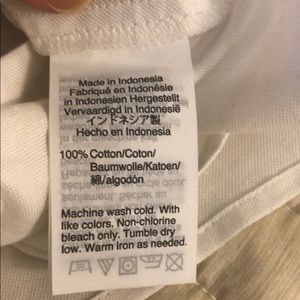 Made in Indonesia
Fabriqué en Indonésie
in Indonesien Hergestellt
Vervaardigd in Indonesië
インドネシア製
Hecho en Indonesia
100% Cotton/Coton/
Baumwolle/Katoen/
綿/algodón
Machine wash cold. With
like colors. Non-chlorine
bleach only. Tumble dry
low. Warm iron as needed.